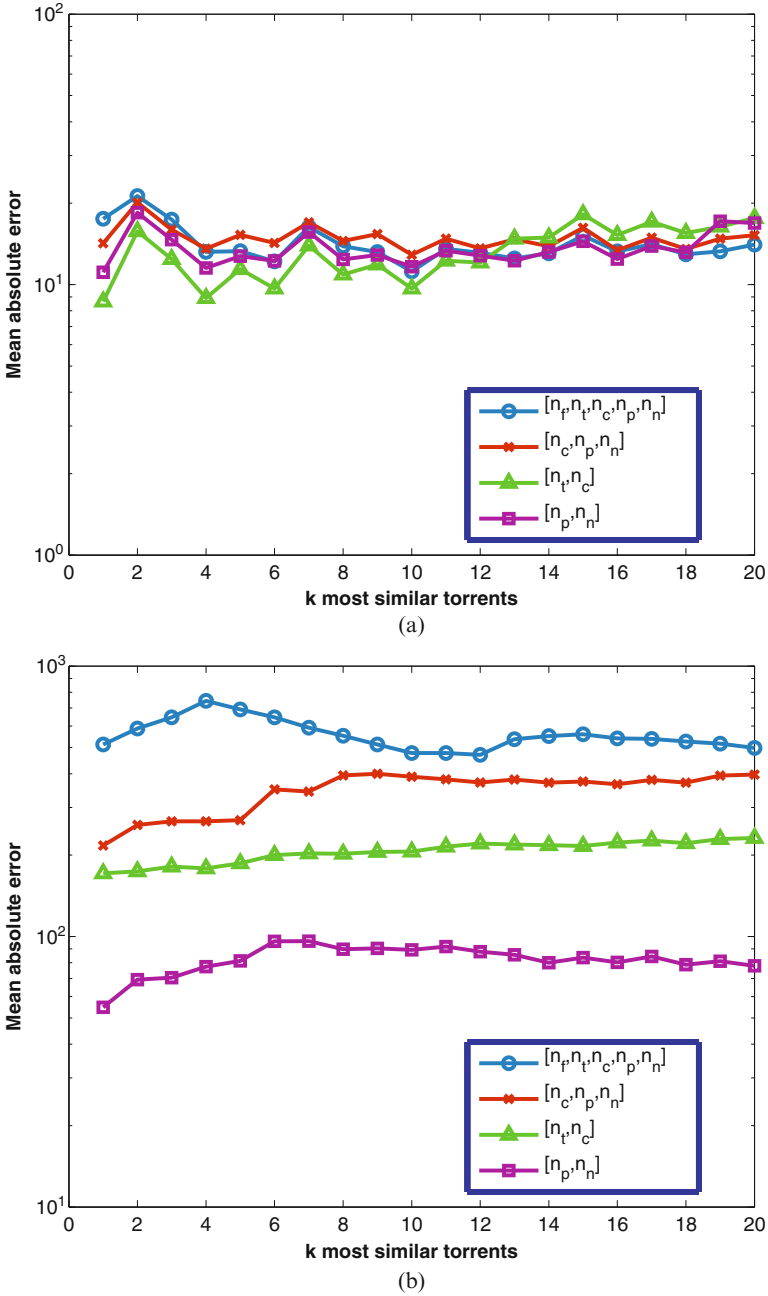 10^2
Mean absolute error
10^1
[n_f,n_t,n_c,n_p,n_n]
[n_c,n_p,n_n]
[n_t,n_c]
[n_p,n_n]
10^0
0 2 4 6 8 10 12 14 16 18 20
k most similar torrents
(a)
10^3
Mean absolute error
10^2
[n_f,n_t,n_c,n_p,n_n]
[n_c,n_p,n_n]
[n_t,n_c]
[n_p,n_n]
10^1
0 2 4 6 8 10 12 14 16 18 20
k most similar torrents
(b)